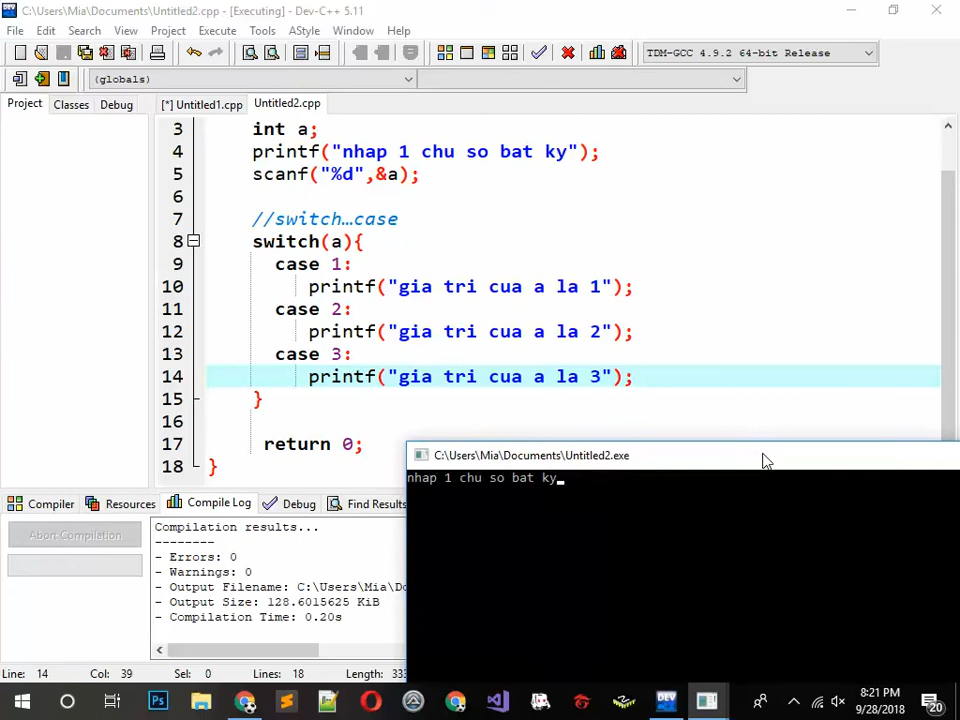 C:\Users\Mia\Documents\Untitled2.cpp - [Executing] - Dev-C++ 5.11
File Edit Search View Project Execute Tools AStyle Window Help
TDM-GCC 4.9.2 64-bit Release
(globals)
Project Classes Debug [*] Untitled1.cpp Untitled2.cpp
3 int a;
4 printf("nhap 1 chu so bat ky");
5 scanf("%d",&a);
6
7 //switch…case
8 switch(a){
9 case 1:
10 printf("gia tri cua a la 1");
11 case 2:
12 printf("gia tri cua a la 2");
13 case 3:
14 printf("gia tri cua a la 3");
15 }
16
17 return 0;
18 }
C:\Users\Mia\Documents\Untitled2.exe
nhap 1 chu so bat ky
Compiler Resources Compile Log Debug Find Results
Abort Compilation
Compilation results...
--------
- Errors: 0
- Warnings: 0
- Output Filename: C:\Users\Mia\Do
- Output Size: 128.6015625 KiB
- Compilation Time: 0.20s
Line: 14 Col: 39 Sel: 0 Lines: 18 Length: 333
Ps
DEV
8:21 PM
9/28/2018
20